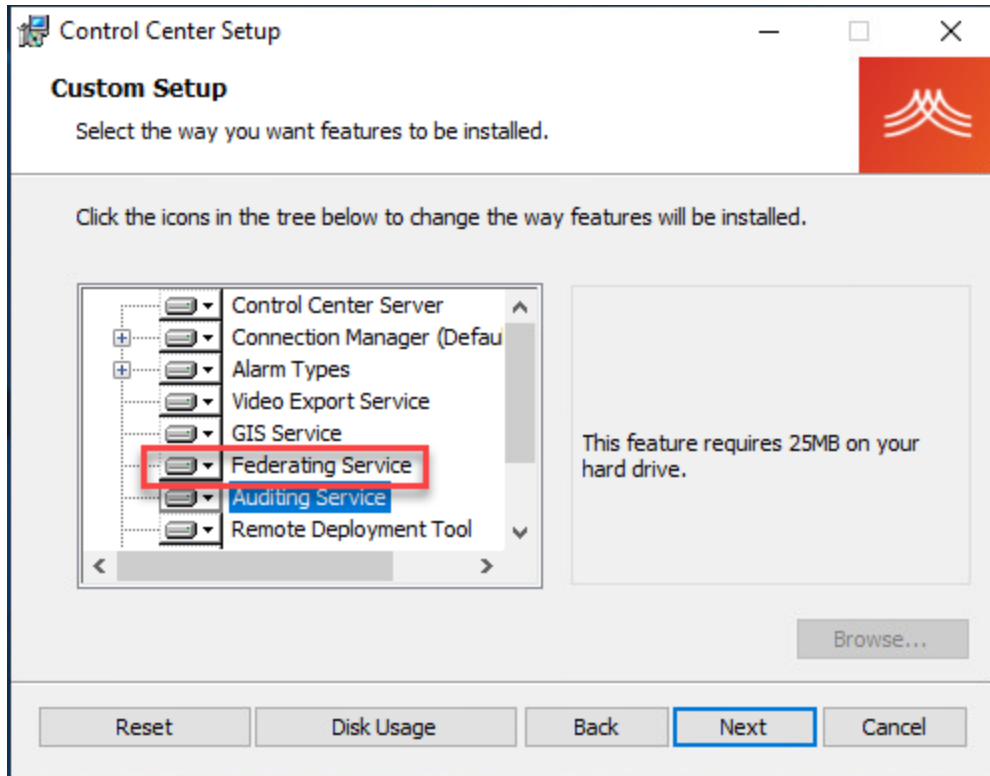 Control Center Setup
Custom Setup
Select the way you want features to be installed.
Click the icons in the tree below to change the way features will be installed.
Control Center Server
Connection Manager (Defau
Alarm Types
Video Export Service
GIS Service
Federating Service
Auditing Service
Remote Deployment Tool
This feature requires 25MB on your
hard drive.
Browse...
Reset
Disk Usage
Back
Next
Cancel